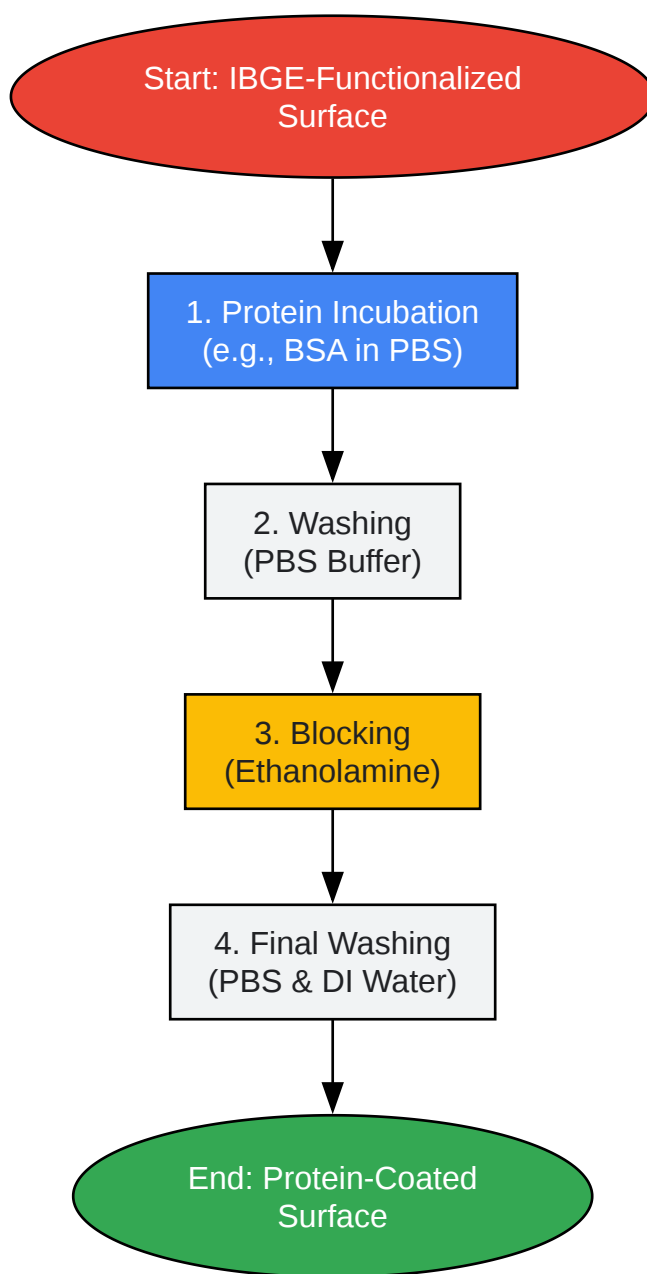 Start: IBGE-Functionalized
Surface
1. Protein Incubation
(e.g., BSA in PBS)
2. Washing
(PBS Buffer)
3. Blocking
(Ethanolamine)
4. Final Washing
(PBS & DI Water)
End: Protein-Coated
Surface